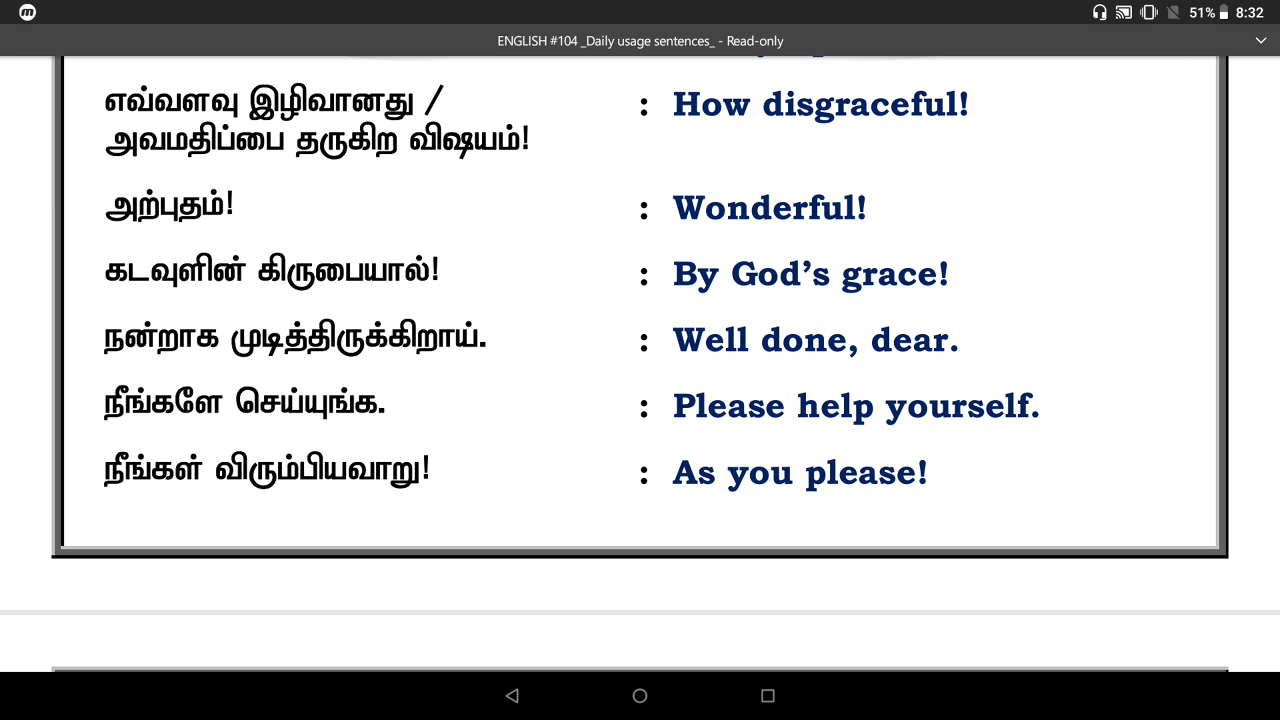 51% 8:32
ENGLISH #104 _Daily usage sentences_ - Read-only
எவ்வளவு இழிவானது / : How disgraceful!
அவமதிப்பை தருகிற விஷயம்!
அற்புதம்! : Wonderful!
கடவுளின் கிருபையால்! : By God's grace!
நன்றாக முடித்திருக்கிறாய். : Well done, dear.
நீங்களே செய்யுங்க. : Please help yourself.
நீங்கள் விரும்பியவாறு! : As you please!